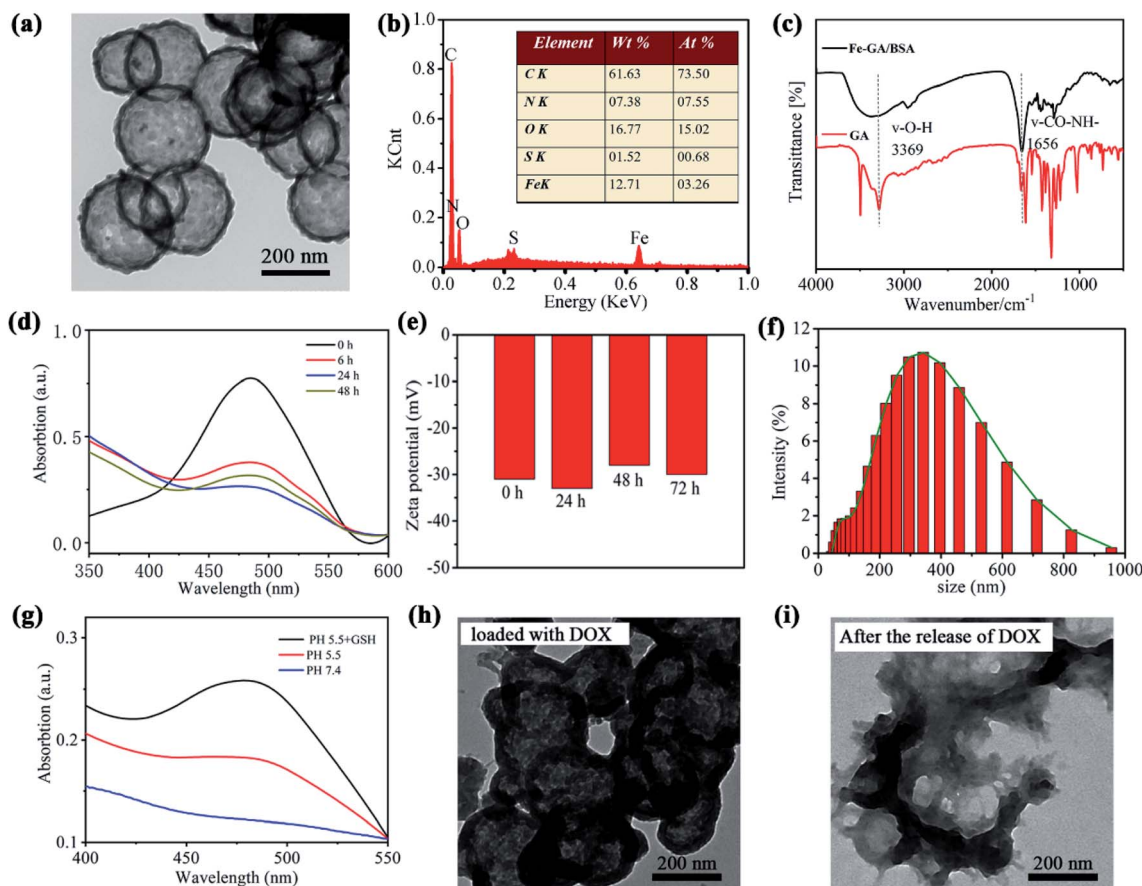 (a)
200 nm
(b)
KCnt
1.0
0.8
0.6
0.4
0.2
0.0
C
N
O
S
Fe
Element Wt % At %
C K 61.63 73.50
N K 07.38 07.55
O K 16.77 15.02
S K 01.52 00.68
FeK 12.71 03.26
0.0 0.2 0.4 0.6 0.8 1.0
Energy (KeV)
(c)
Transittance [%]
Fe-GA/BSA
GA
ν-O-H
3369
ν-CO-NH-
1656
4000 3000 2000 1000
Wavenumber/cm-1
(d)
Absorbtion (a.u.)
1.0
0.5
0.0
0 h
6 h
24 h
48 h
350 400 450 500 550 600
Wavelength (nm)
(e)
Zeta potential (mV)
0
-10
-20
-30
-40
-50
0 h
24 h
48 h
72 h
(f)
Intensity (%)
12
10
8
6
4
2
0
0 200 400 600 800 1000
size (nm)
(g)
Absorbtion (a.u.)
0.3
0.2
0.1
PH 5.5+GSH
PH 5.5
PH 7.4
400 450 500 550
Wavelength (nm)
(h)
loaded with DOX
200 nm
(i)
After the release of DOX
200 nm